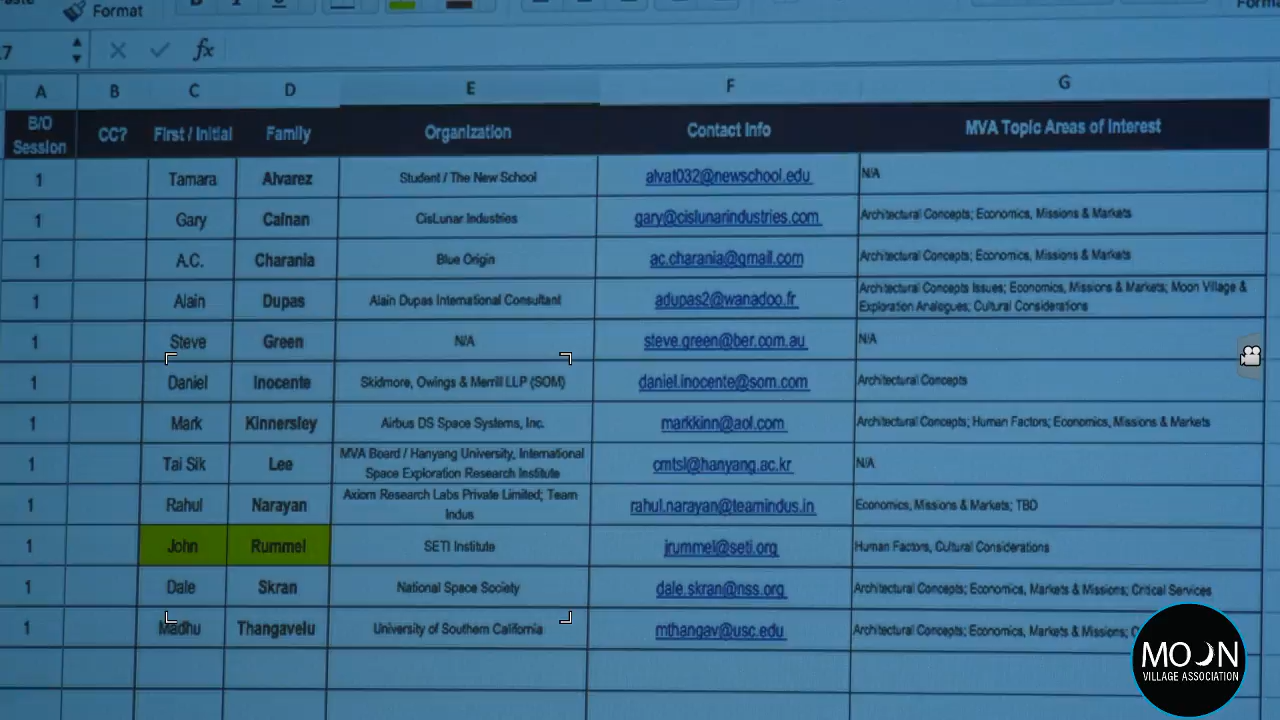 Format
fx
A B C D E F G
B/O Session CC? First / Initial Family Organization Contact Info MVA Topic Areas of Interest
1 Tamara Alvarez Student / The New School alvat032@newschool.edu N/A
1 Gary Calnan CisLunar Industries gary@cislunarindustries.com Architectural Concepts; Economics, Missions & Markets
1 A.C. Charania Blue Origin ac.charania@gmail.com Architectural Concepts; Economics, Missions & Markets
1 Alain Dupas Alain Dupas International Consultant adupas2@wanadoo.fr Architectural Concepts Issues; Economics, Missions & Markets; Moon Village &
Exploration Analogues; Cultural Considerations
1 Steve Green N/A steve.green@ber.com.au N/A
1 Daniel Inocente Skidmore, Owings & Merrill LLP (SOM) daniel.inocente@som.com Architectural Concepts
1 Mark Kinnersley Airbus DS Space Systems, Inc. markkinn@aol.com Architectural Concepts; Human Factors; Economics, Missions & Markets
1 Tai Sik Lee MVA Board / Hanyang University, International
Space Exploration Research Institute cmtsl@hanyang.ac.kr N/A
1 Rahul Narayan Axiom Research Labs Private Limited; Team
Indus rahul.narayan@teamindus.in Economics, Missions & Markets; TBD
1 John Rummel SETI Institute jrummel@seti.org Human Factors, Cultural Considerations
1 Dale Skran National Space Society dale.skran@nss.org Architectural Concepts; Economics, Markets & Missions; Critical Services
1 Madhu Thangavelu University of Southern California mthangav@usc.edu Architectural Concepts; Economics, Markets & Missions;
MOON
VILLAGE ASSOCIATION